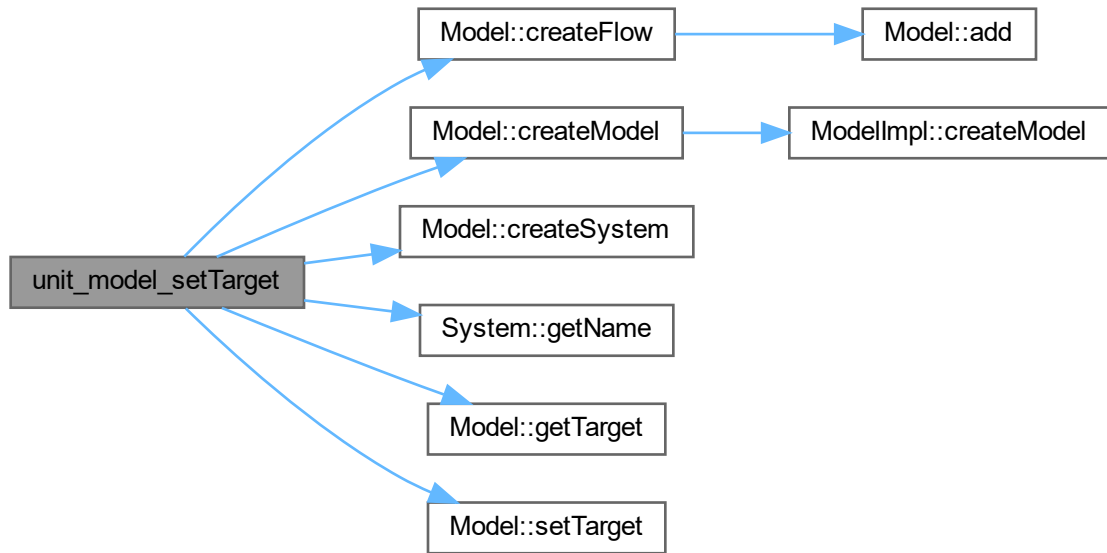 Model::createFlow
Model::add
Model::createModel
ModelImpl::createModel
Model::createSystem
unit_model_setTarget
System::getName
Model::getTarget
Model::setTarget